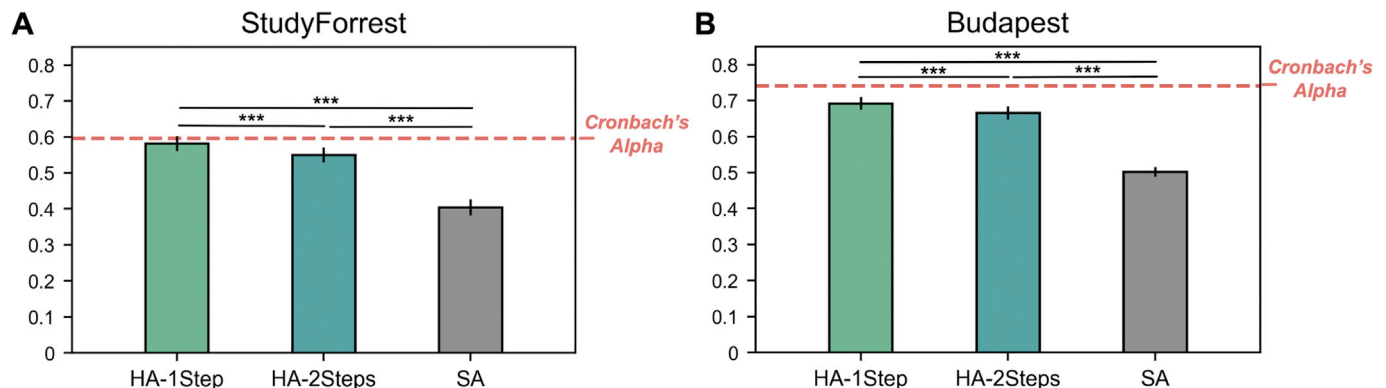 A
StudyForrest
0.8
0.7
0.6
0.5
0.4
0.3
0.2
0.1
0
***
***
***
Cronbach's
Alpha
HA-1Step
HA-2Steps
SA
B
Budapest
0.8
0.7
0.6
0.5
0.4
0.3
0.2
0.1
0
***
***
***
Cronbach's
Alpha
HA-1Step
HA-2Steps
SA